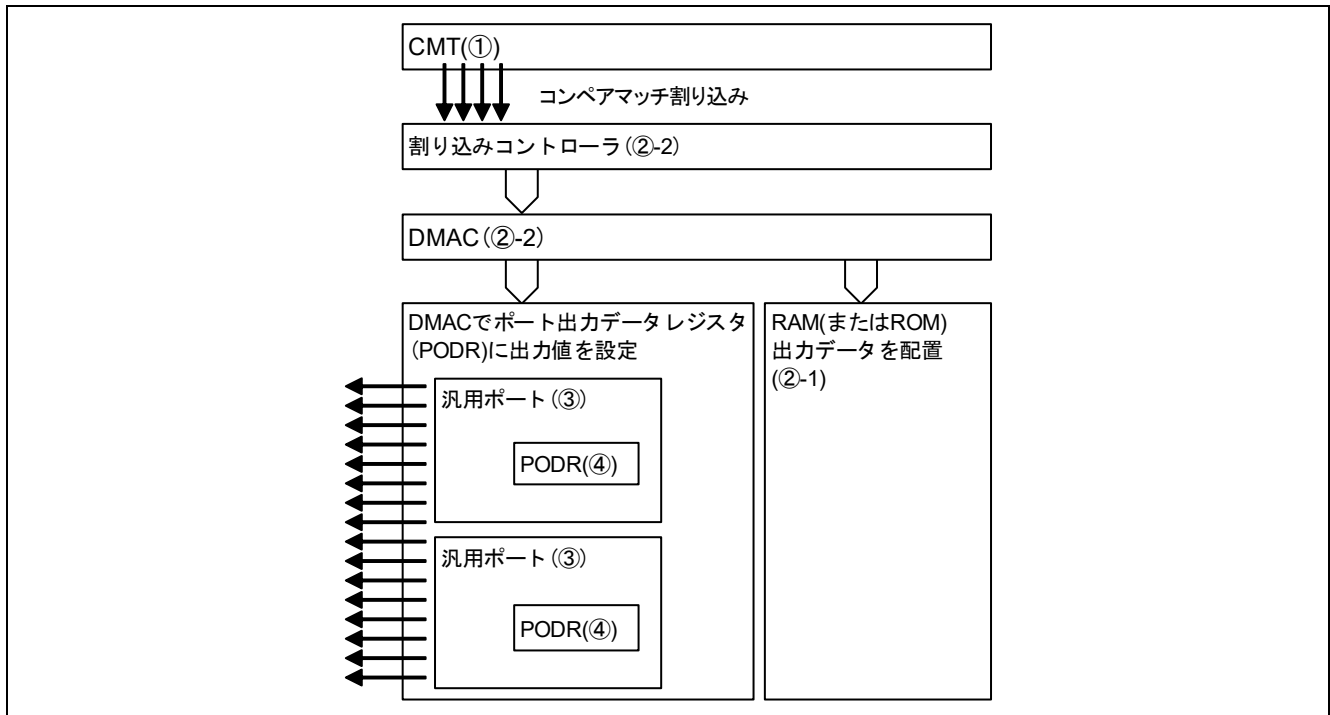 CMT(①)
コンペアマッチ割り込み
割り込みコントローラ(②-2)
DMAC(②-2)
DMACでポート出力データレジスタ
(PODR)に出力値を設定
汎用ポート(③)
PODR(④)
汎用ポート(③)
PODR(④)
RAM(またはROM)
出力データを配置
(②-1)